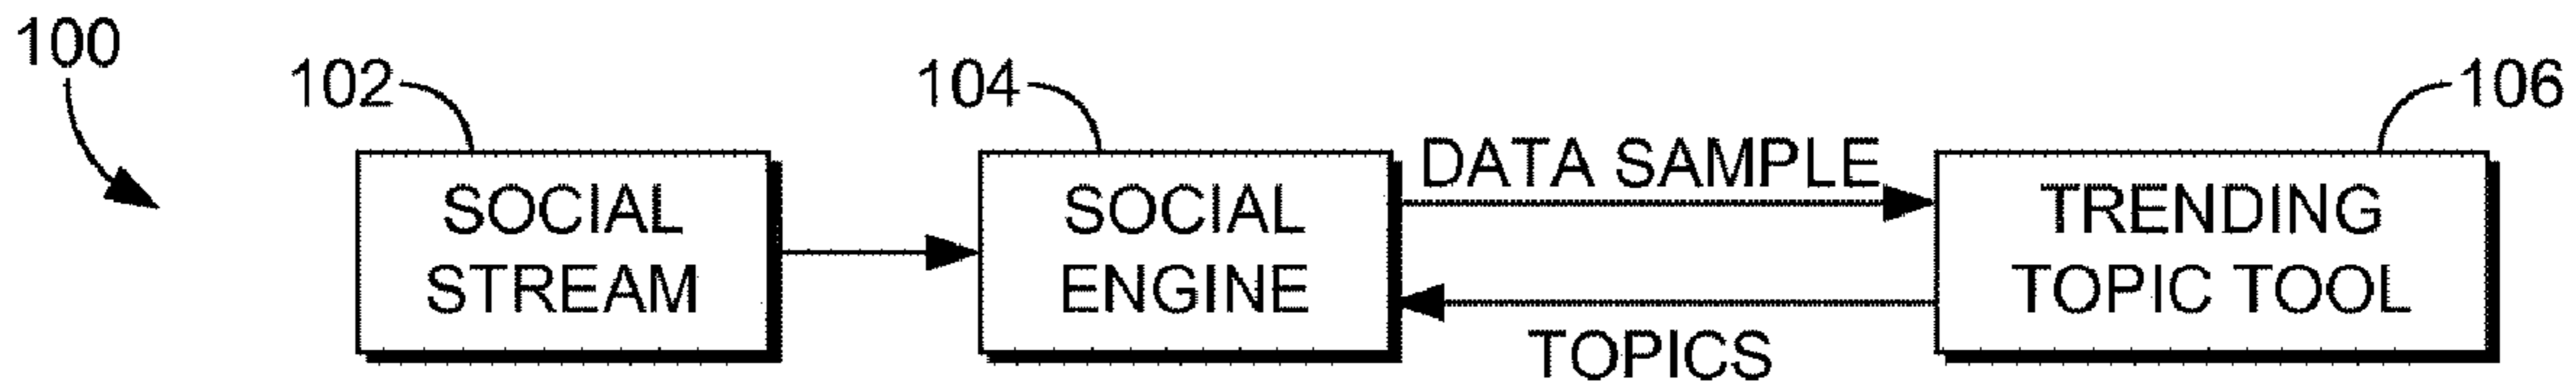 100
102
104
106
SOCIAL
STREAM
SOCIAL
ENGINE
DATA SAMPLE
TOPICS
TRENDING
TOPIC TOOL